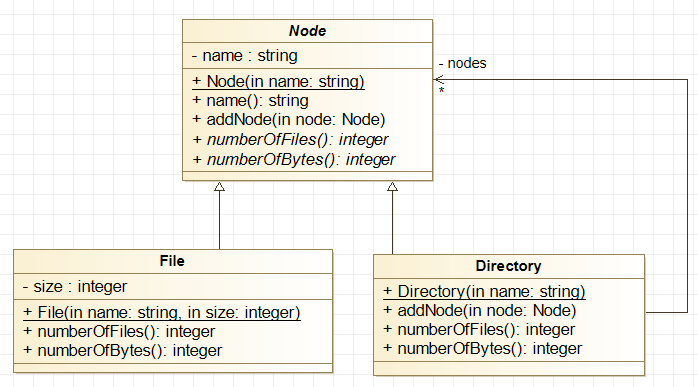 Node
- name : string
+ Node(in name: string)
+ name(): string
+ addNode(in node: Node)
+ numberOfFiles(): integer
+ numberOfBytes(): integer
- nodes
*
File
- size : integer
+ File(in name: string, in size: integer)
+ numberOfFiles(): integer
+ numberOfBytes(): integer
Directory
+ Directory(in name: string)
+ addNode(in node: Node)
+ numberOfFiles(): integer
+ numberOfBytes(): integer